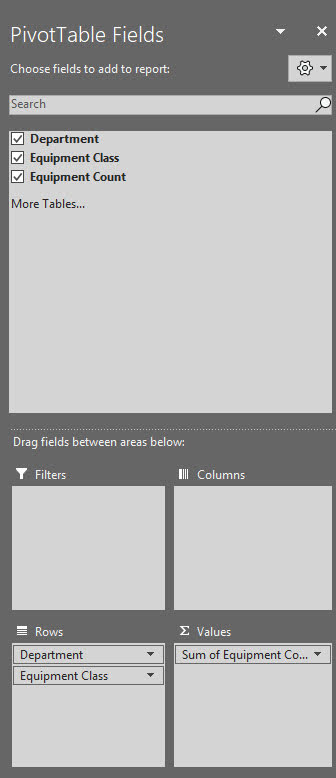 PivotTable Fields
Choose fields to add to report:
Search
Department
Equipment Class
Equipment Count
More Tables...
Drag fields between areas below:
Filters
Columns
Rows
Σ Values
Department
Sum of Equipment Co...
Equipment Class